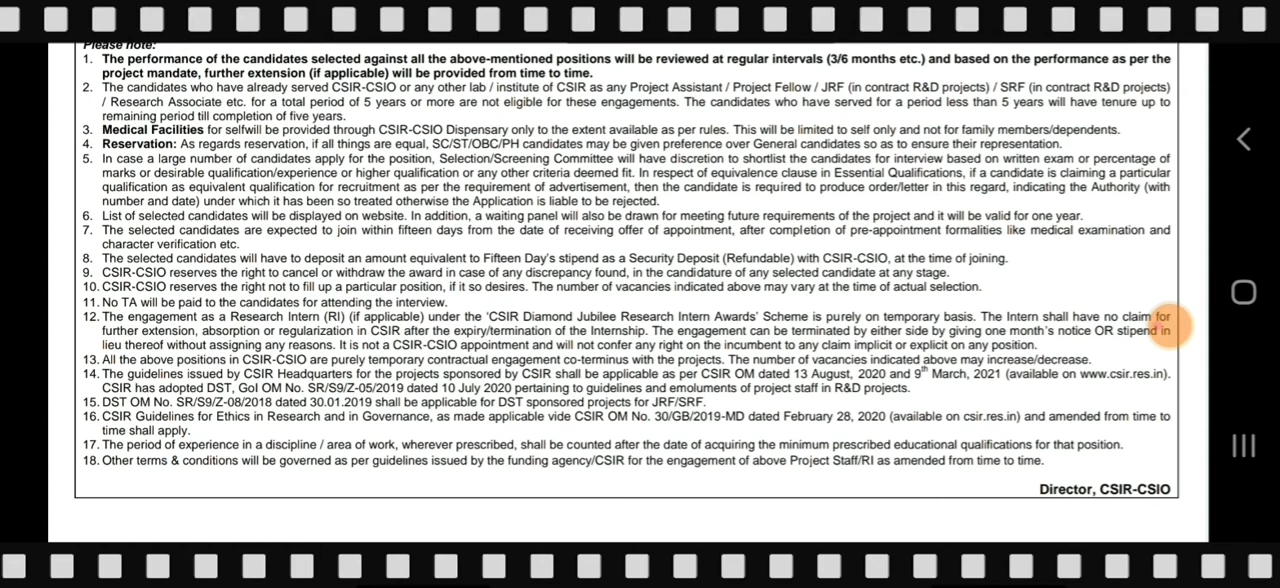 Please note:
1. The performance of the candidates selected against all the above-mentioned positions will be reviewed at regular intervals (3/6 months etc.) and based on the performance as per the
project mandate, further extension (if applicable) will be provided from time to time.
2. The candidates who have already served CSIR-CSIO or any other lab / institute of CSIR as any Project Assistant / Project Fellow / JRF (in contract R&D projects) / SRF (in contract R&D projects)
/ Research Associate etc. for a total period of 5 years or more are not eligible for these engagements. The candidates who have served for a period less than 5 years will have tenure up to
remaining period till completion of five years.
3. Medical Facilities for selfwill be provided through CSIR-CSIO Dispensary only to the extent available as per rules. This will be limited to self only and not for family members/dependents.
4. Reservation: As regards reservation, if all things are equal, SC/ST/OBC/PH candidates may be given preference over General candidates so as to ensure their representation.
5. In case a large number of candidates apply for the position, Selection/Screening Committee will have discretion to shortlist the candidates for interview based on written exam or percentage of
marks or desirable qualification/experience or higher qualification or any other criteria deemed fit. In respect of equivalence clause in Essential Qualifications, if a candidate is claiming a particular
qualification as equivalent qualification for recruitment as per the requirement of advertisement, then the candidate is required to produce order/letter in this regard, indicating the Authority (with
number and date) under which it has been so treated otherwise the Application is liable to be rejected.
6. List of selected candidates will be displayed on website. In addition, a waiting panel will also be drawn for meeting future requirements of the project and it will be valid for one year.
7. The selected candidates are expected to join within fifteen days from the date of receiving offer of appointment, after completion of pre-appointment formalities like medical examination and
character verification etc.
8. The selected candidates will have to deposit an amount equivalent to Fifteen Day's stipend as a Security Deposit (Refundable) with CSIR-CSIO, at the time of joining.
9. CSIR-CSIO reserves the right to cancel or withdraw the award in case of any discrepancy found, in the candidature of any selected candidate at any stage.
10. CSIR-CSIO reserves the right not to fill up a particular position, if it so desires. The number of vacancies indicated above may vary at the time of actual selection.
11. No TA will be paid to the candidates for attending the interview.
12. The engagement as a Research Intern (RI) (if applicable) under the 'CSIR Diamond Jubilee Research Intern Awards' Scheme is purely on temporary basis. The Intern shall have no claim for
further extension, absorption or regularization in CSIR after the expiry/termination of the Internship. The engagement can be terminated by either side by giving one month's notice OR stipend in
lieu thereof without assigning any reasons. It is not a CSIR-CSIO appointment and will not confer any right on the incumbent to any claim implicit or explicit on any position.
13. All the above positions in CSIR-CSIO are purely temporary contractual engagement co-terminus with the projects. The number of vacancies indicated above may increase/decrease.
14. The guidelines issued by CSIR Headquarters for the projects sponsored by CSIR shall be applicable as per CSIR OM dated 13 August, 2020 and 9th March, 2021 (available on www.csir.res.in).
CSIR has adopted DST, GoI OM No. SR/S9/Z-05/2019 dated 10 July 2020 pertaining to guidelines and emoluments of project staff in R&D projects.
15. DST OM No. SR/S9/Z-08/2018 dated 30.01.2019 shall be applicable for DST sponsored projects for JRF/SRF.
16. CSIR Guidelines for Ethics in Research and in Governance, as made applicable vide CSIR OM No. 30/GB/2019-MD dated February 28, 2020 (available on csir.res.in) and amended from time to
time shall apply.
17. The period of experience in a discipline / area of work, wherever prescribed, shall be counted after the date of acquiring the minimum prescribed educational qualifications for that position.
18. Other terms & conditions will be governed as per guidelines issued by the funding agency/CSIR for the engagement of above Project Staff/RI as amended from time to time.
Director, CSIR-CSIO